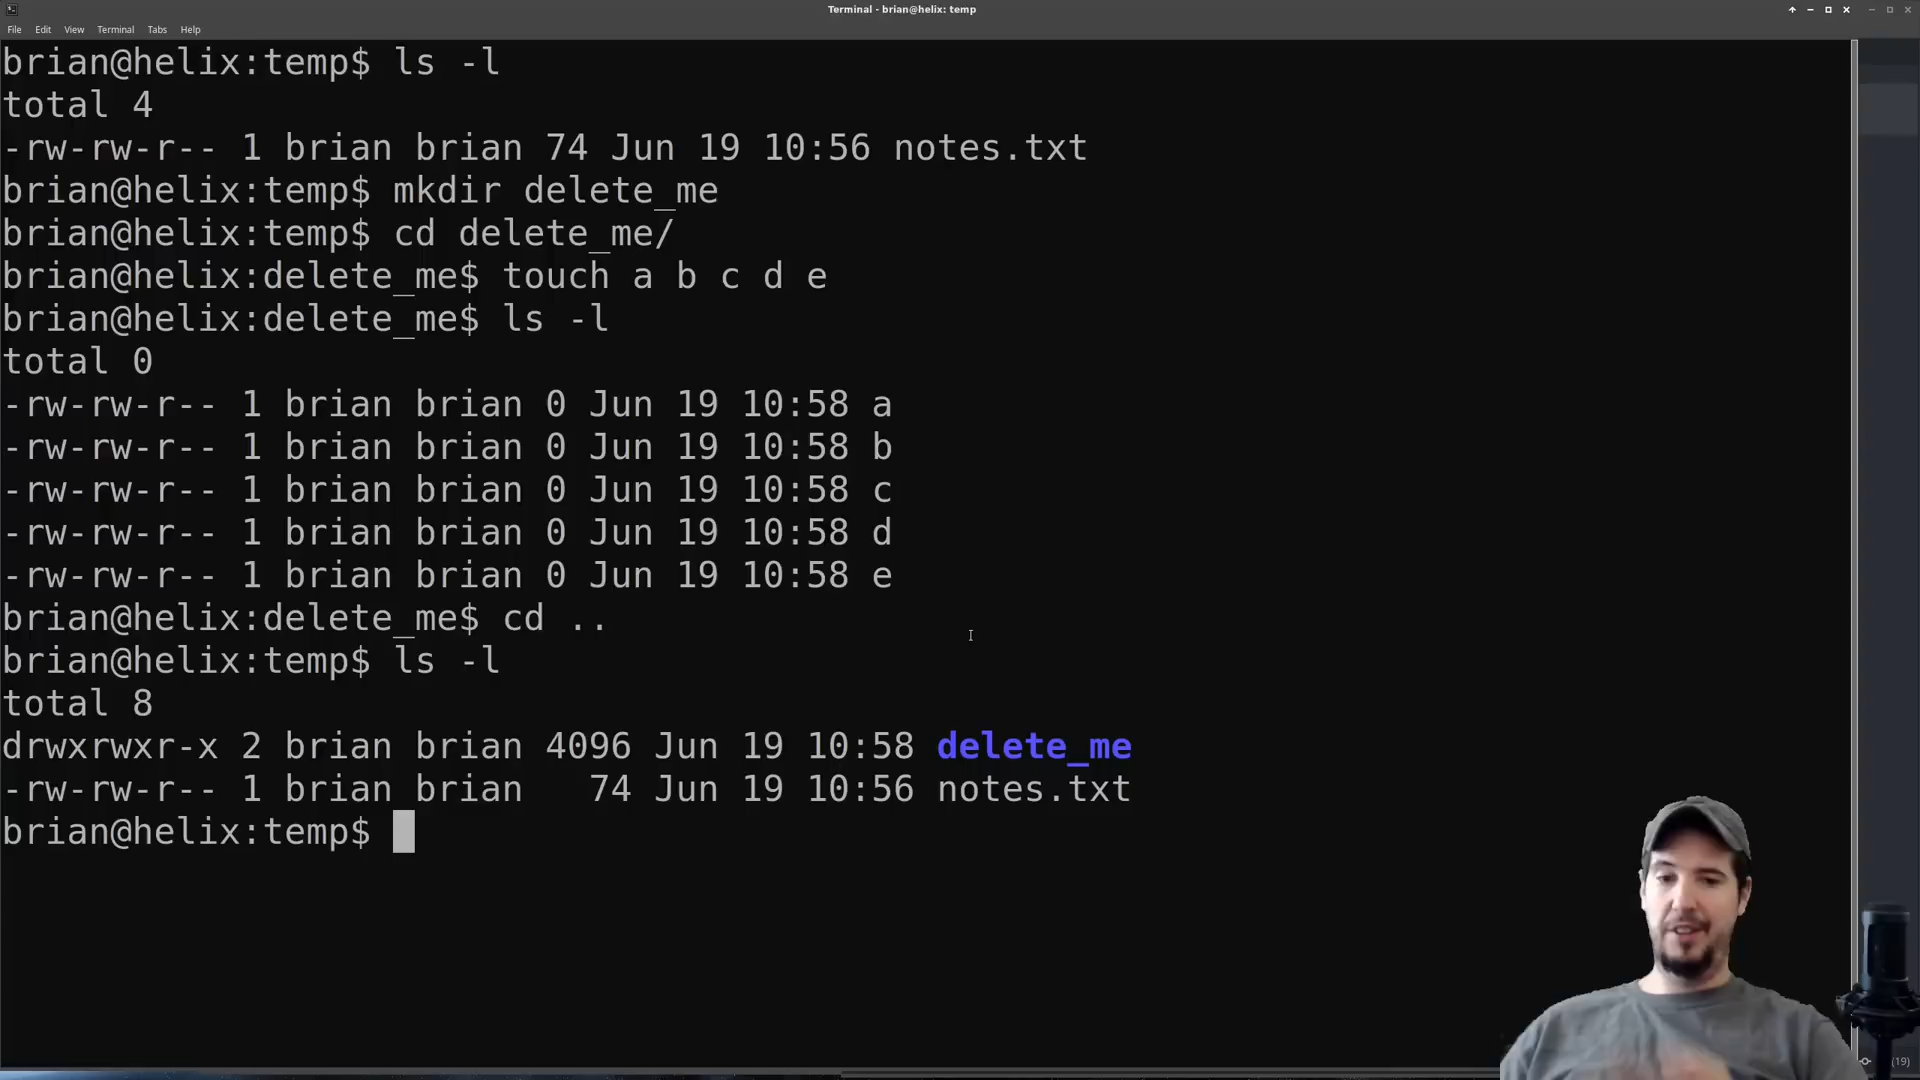 Terminal - brian@helix: temp
File Edit View Terminal Tabs Help
brian@helix:temp$ ls -l
total 4
-rw-rw-r-- 1 brian brian 74 Jun 19 10:56 notes.txt
brian@helix:temp$ mkdir delete_me
brian@helix:temp$ cd delete_me/
brian@helix:delete_me$ touch a b c d e
brian@helix:delete_me$ ls -l
total 0
-rw-rw-r-- 1 brian brian 0 Jun 19 10:58 a
-rw-rw-r-- 1 brian brian 0 Jun 19 10:58 b
-rw-rw-r-- 1 brian brian 0 Jun 19 10:58 c
-rw-rw-r-- 1 brian brian 0 Jun 19 10:58 d
-rw-rw-r-- 1 brian brian 0 Jun 19 10:58 e
brian@helix:delete_me$ cd ..
brian@helix:temp$ ls -l
total 8
drwxrwxr-x 2 brian brian 4096 Jun 19 10:58 delete_me
-rw-rw-r-- 1 brian brian   74 Jun 19 10:56 notes.txt
brian@helix:temp$
(19)